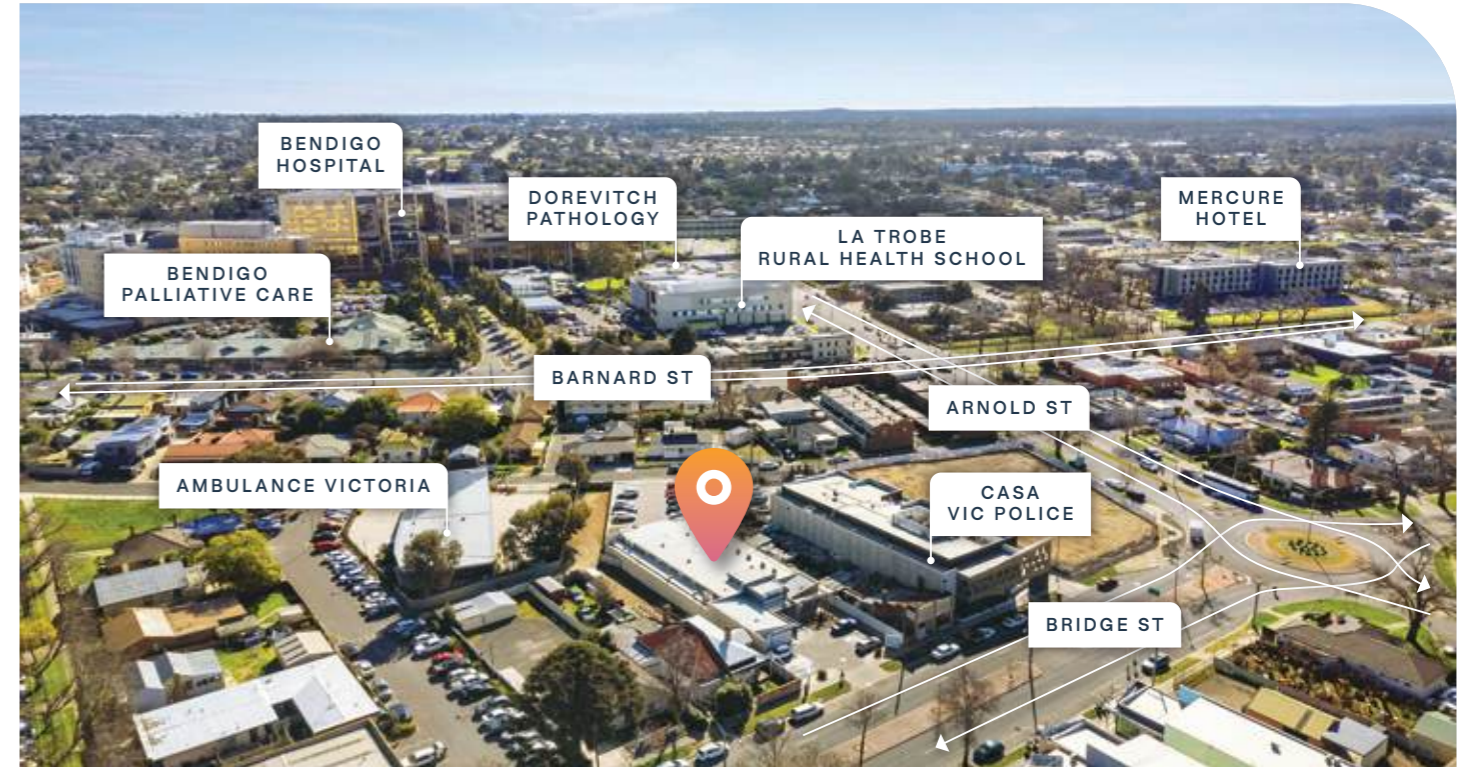 BENDIGO
HOSPITAL
DOREVITCH
PATHOLOGY
MERCURE
HOTEL
LA TROBE
RURAL HEALTH SCHOOL
BENDIGO
PALLIATIVE CARE
BARNARD ST
ARNOLD ST
AMBULANCE VICTORIA
CASA
VIC POLICE
BRIDGE ST